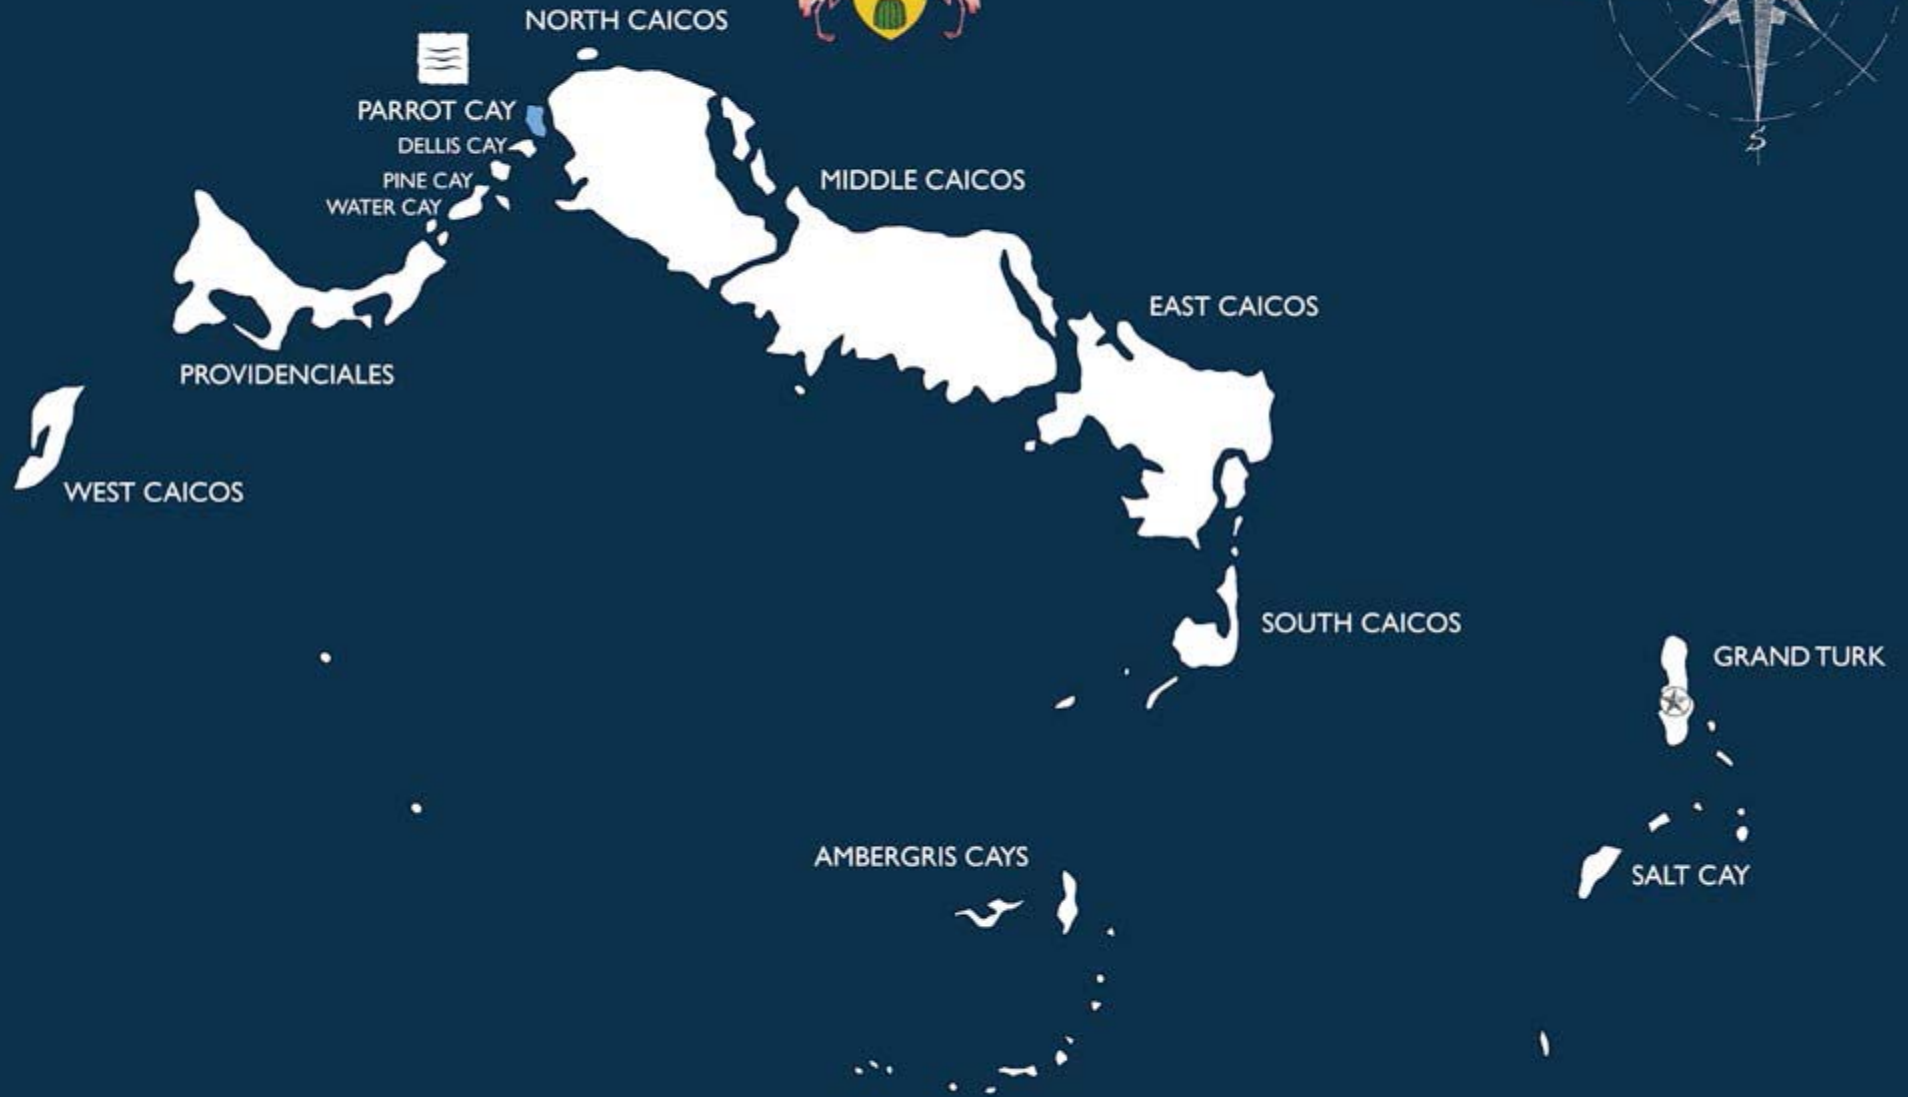 NORTH CAICOS
PARROT CAY
DELLIS CAY
PINE CAY
WATER CAY
MIDDLE CAICOS
EAST CAICOS
PROVIDENCIALES
WEST CAICOS
SOUTH CAICOS
GRAND TURK
AMBERGRIS CAYS
SALT CAY
S